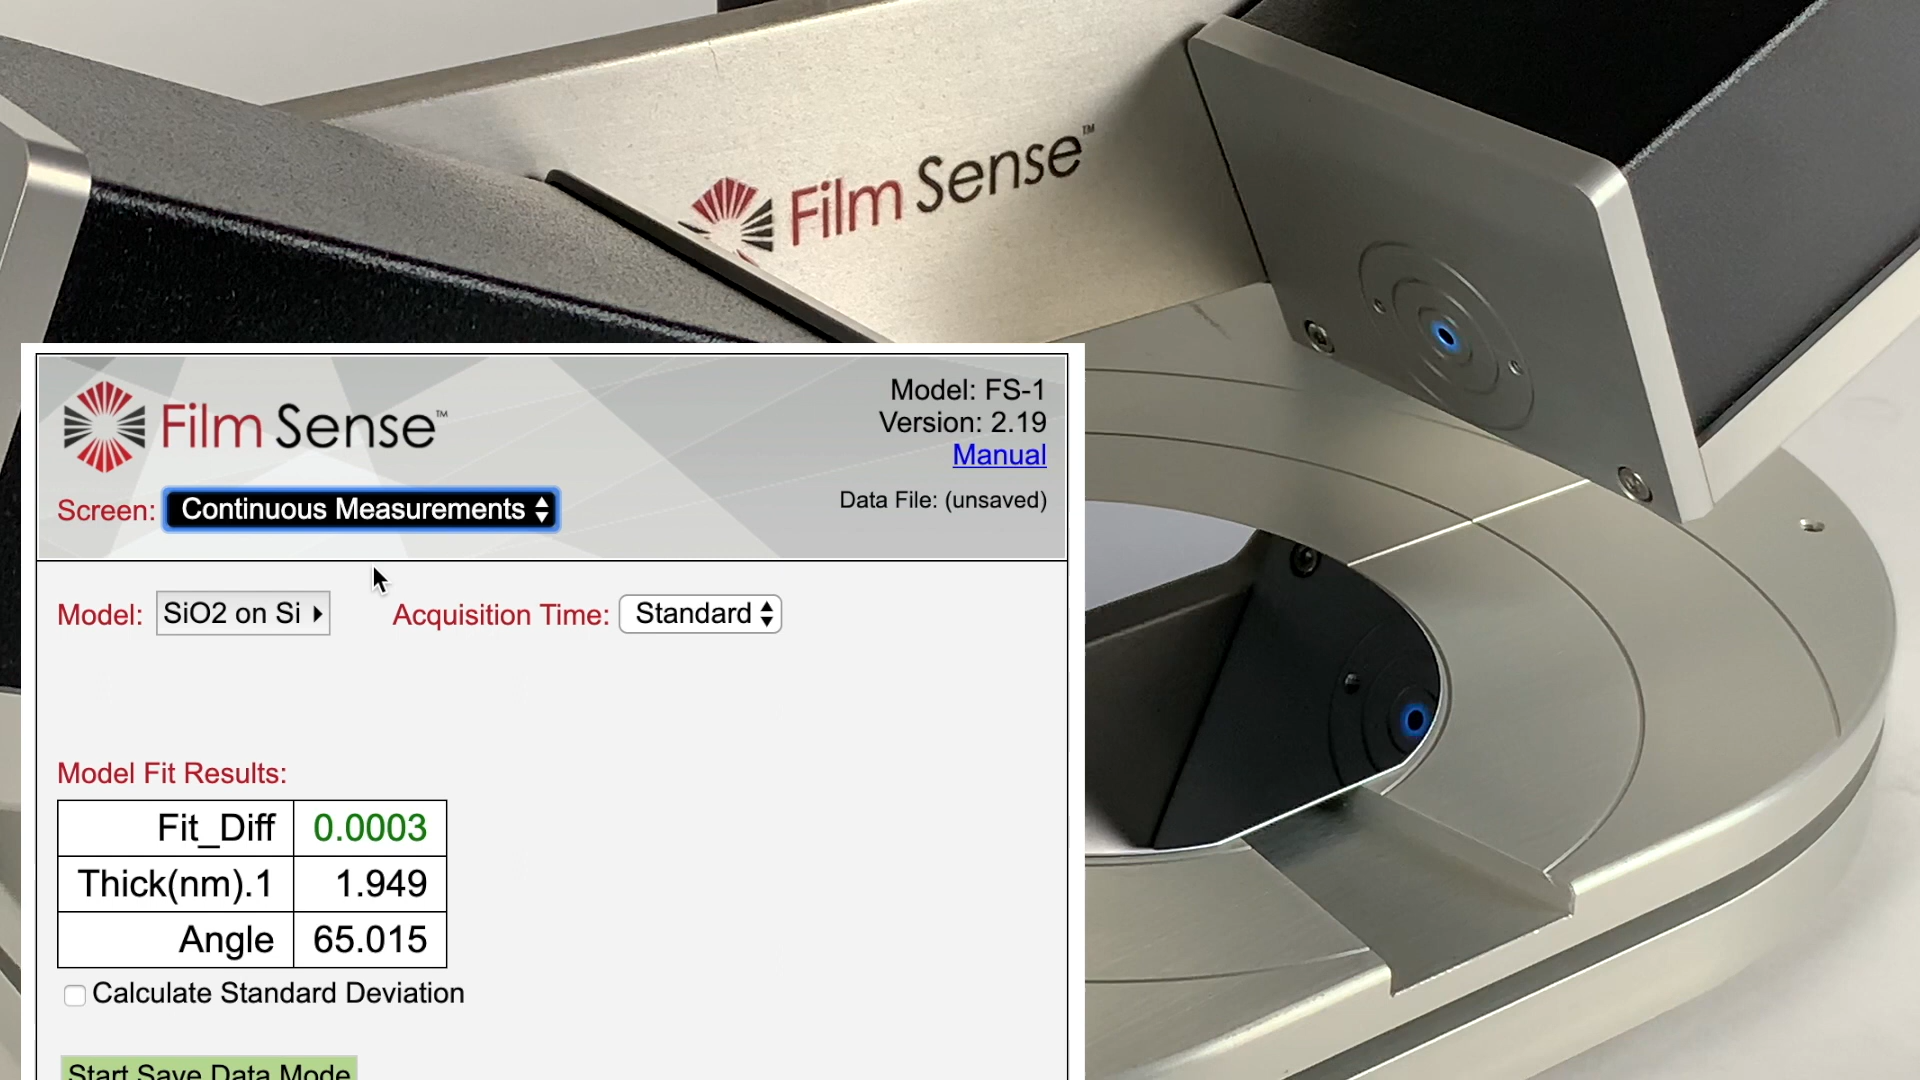 Film Sense™
Film Sense™
Model: FS-1
Version: 2.19
Manual
Screen: Continuous Measurements
Data File: (unsaved)
Model: SiO2 on Si
Acquisition Time: Standard
Model Fit Results:
Fit_Diff 0.0003
Thick(nm).1 1.949
Angle 65.015
Calculate Standard Deviation
Start Save Data Mode